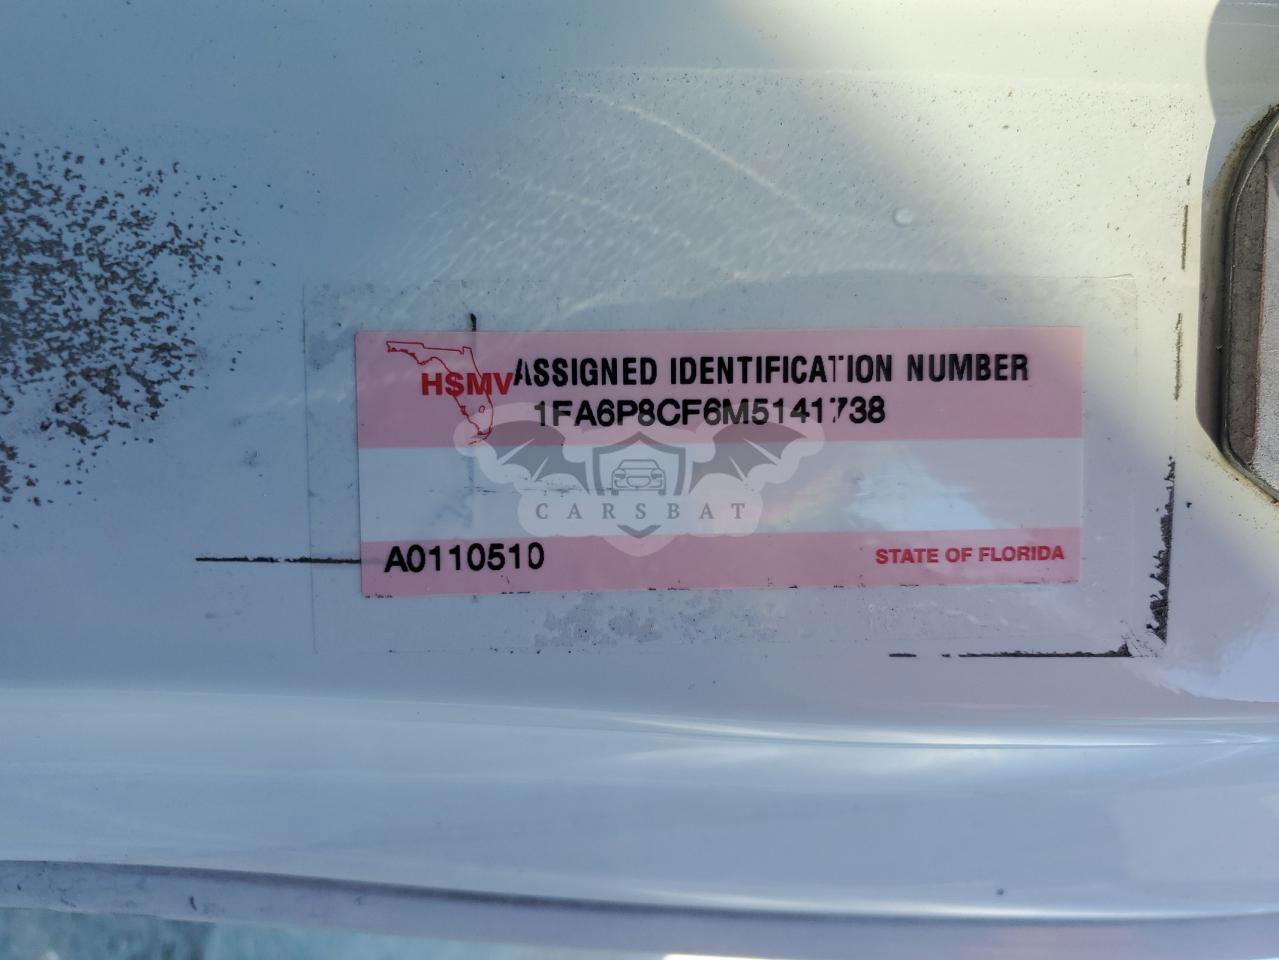 HSMV ASSIGNED IDENTIFICATION NUMBER
1FA6P8CF6M5141738
CARSBAT
A0110510 STATE OF FLORIDA